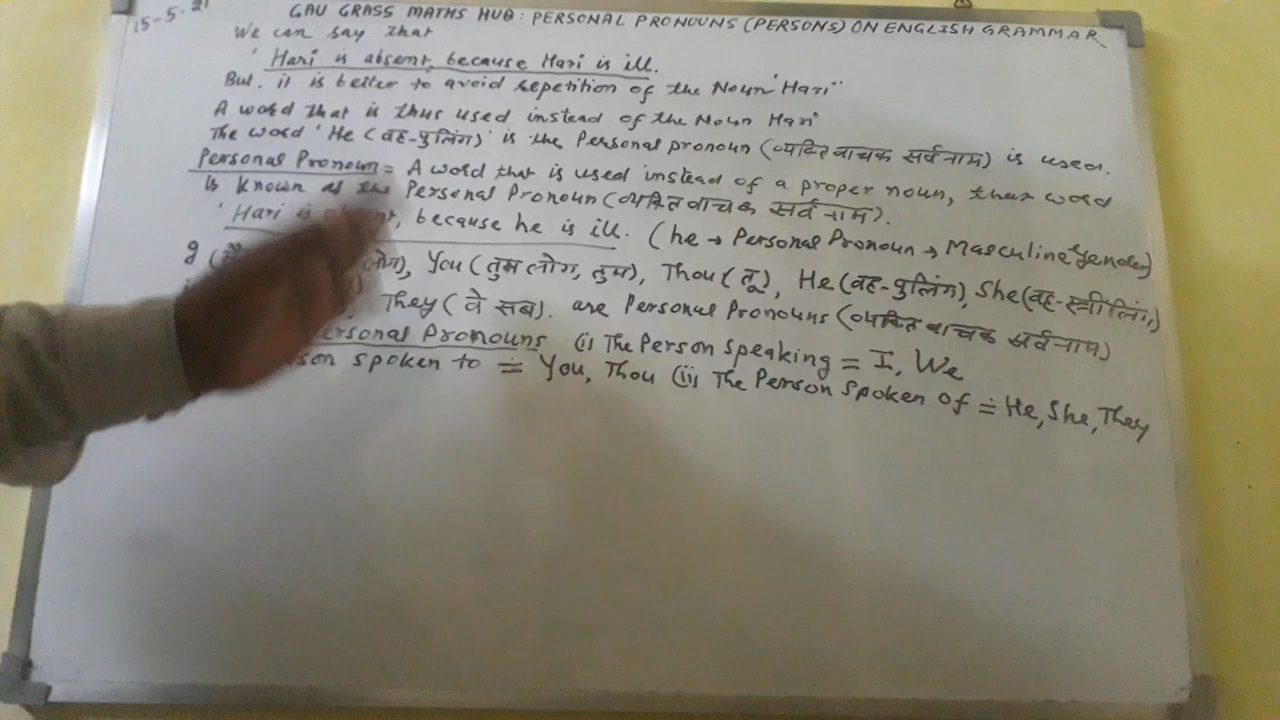 15-5-21
GAU GRASS MATHS HUB: PERSONAL PRONOUNS (PERSONS) ON ENGLISH GRAMMAR
We can say that
'Hari is absent, because Hari is ill.
But, it is better to avoid repetition of the Noun 'Hari''
A word that is thus used instead of the Noun Hari'
The word 'He (वह-पुलिंग)' is the Personal pronoun (व्यक्ति वाचक सर्वनाम) is used.
Personal Pronoun = A word that is used instead of a proper noun, that word
is known as the Personal Pronoun (व्यक्ति वाचक सर्वनाम).
'Hari is absent, because he is ill. (he → Personal Pronoun → Masculine Gender)
लोग), You (तुम लोग, तुम), Thou (तू), He (वह-पुलिंग), She (वह-स्त्रीलिंग)
They (वे सब). are Personal Pronouns (व्यक्ति वाचक सर्वनाम)
Pronouns (i) The Person Speaking = I, We
spoken to = You, Thou (ii) The Person Spoken of = He, She, They